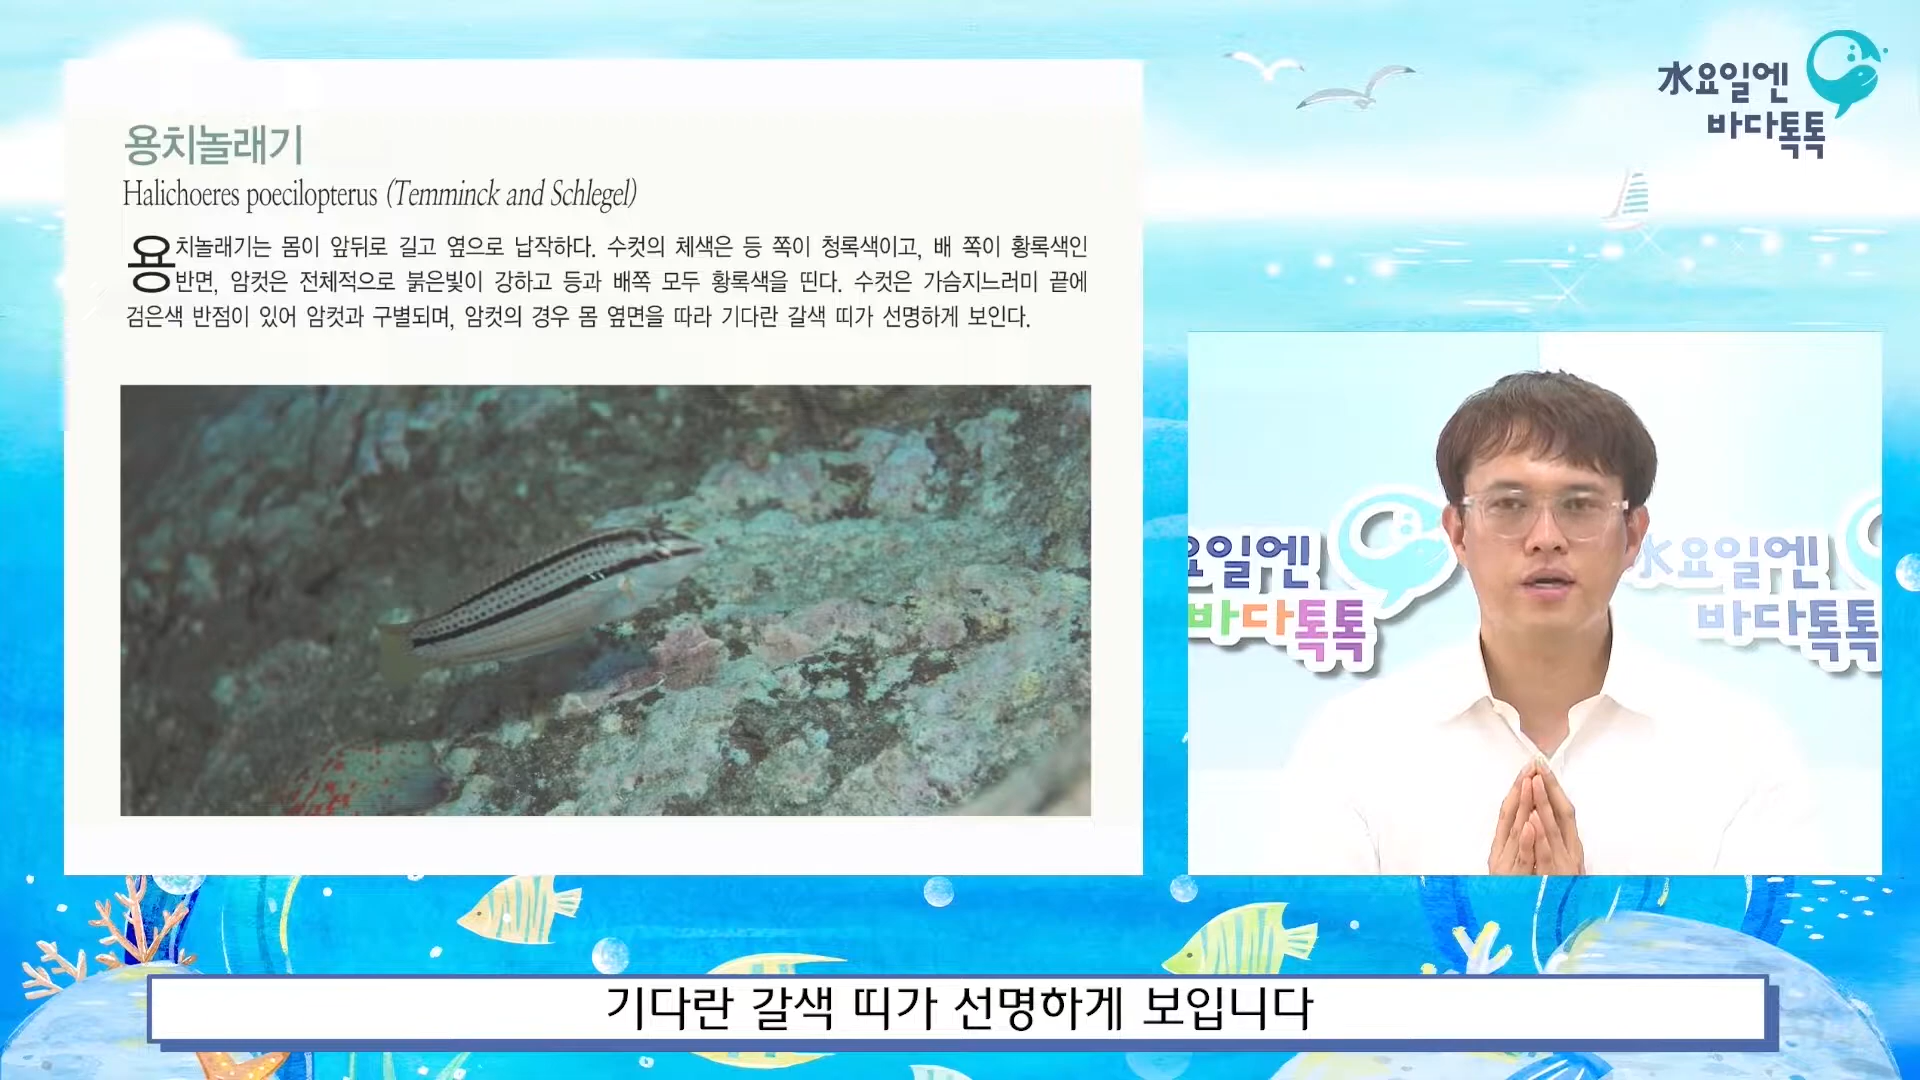 水요일엔
바다톡톡
용치놀래기
Halichoeres poecilopterus (Temminck and Schlegel)
용치놀래기는 몸이 앞뒤로 길고 옆으로 납작하다. 수컷의 체색은 등 쪽이 청록색이고, 배 쪽이 황록색인
반면, 암컷은 전체적으로 붉은빛이 강하고 등과 배쪽 모두 황록색을 띤다. 수컷은 가슴지느러미 끝에
검은색 반점이 있어 암컷과 구별되며, 암컷의 경우 몸 옆면을 따라 기다란 갈색 띠가 선명하게 보인다.
요일엔
바다톡톡
水요일엔
바다톡톡
기다란 갈색 띠가 선명하게 보입니다